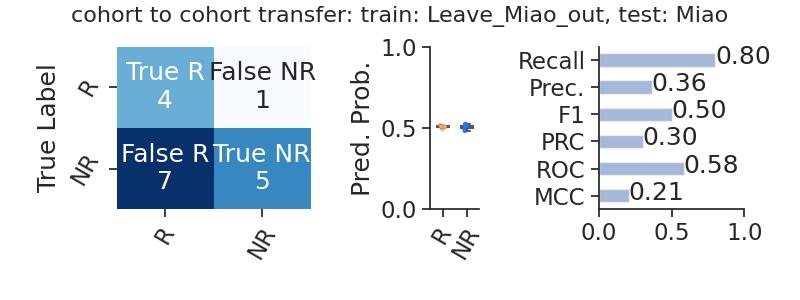 cohort to cohort transfer: train: Leave_Miao_out, test: Miao
True Label
R
NR
True R
4
False NR
1
False R
7
True NR
5
R
NR
Pred. Prob.
1.0
0.5
0.0
R
NR
Recall
0.80
Prec.
0.36
F1
0.50
PRC
0.30
ROC
0.58
MCC
0.21
0.0
0.5
1.0